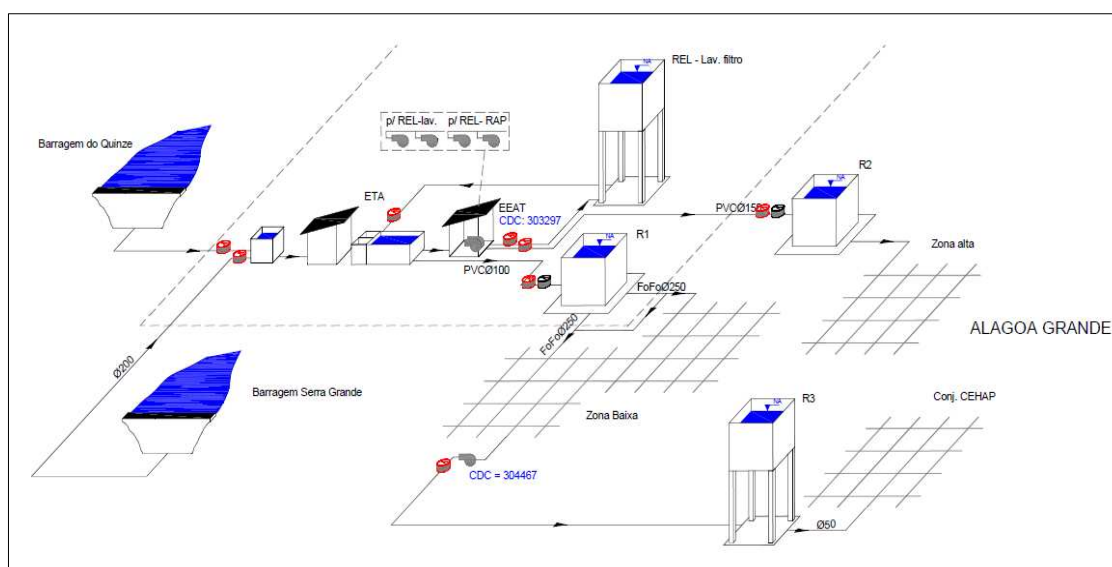 REL - Lav. filtro
NA
p/ REL-lav.
p/ REL- RAP
Barragem do Quinze
R2
NA
ETA
EEAT
CDC: 303297
PVCØ150
R1
NA
Zona alta
PVCØ100
FoFoØ250
FoFoØ250
ALAGOA GRANDE
Ø200
Barragem Serra Grande
R3
NA
Conj. CEHAP
Zona Baixa
CDC = 304467
Ø50